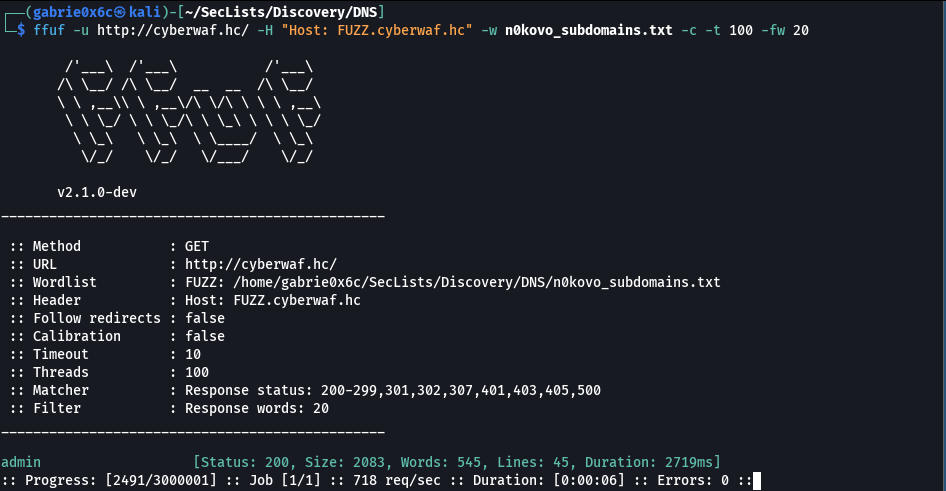 (gabrie0x6c㉿kali)-[~/SecLists/Discovery/DNS]
$ ffuf -u http://cyberwaf.hc/ -H "Host: FUZZ.cyberwaf.hc" -w n0kovo_subdomains.txt -c -t 100 -fw 20
/'___\  /'___\           /'___\
/\ \__/ /\ \__/  __  __  /\ \__/
\ \ ,__\\ \ ,__\/\ \/\ \ \ \ ,__\
\ \ \_/ \ \ \_/\ \ \_\ \ \ \ \_/
\ \_\   \ \_\  \ \____/  \ \_\
\/_/    \/_/   \/___/    \/_/
v2.1.0-dev
________________________________________________
:: Method           : GET
:: URL              : http://cyberwaf.hc/
:: Wordlist         : FUZZ: /home/gabrie0x6c/SecLists/Discovery/DNS/n0kovo_subdomains.txt
:: Header           : Host: FUZZ.cyberwaf.hc
:: Follow redirects : false
:: Calibration      : false
:: Timeout          : 10
:: Threads          : 100
:: Matcher          : Response status: 200-299,301,302,307,401,403,405,500
:: Filter           : Response words: 20
________________________________________________
admin                   [Status: 200, Size: 2083, Words: 545, Lines: 45, Duration: 2719ms]
:: Progress: [2491/3000001] :: Job [1/1] :: 718 req/sec :: Duration: [0:00:06] :: Errors: 0 ::